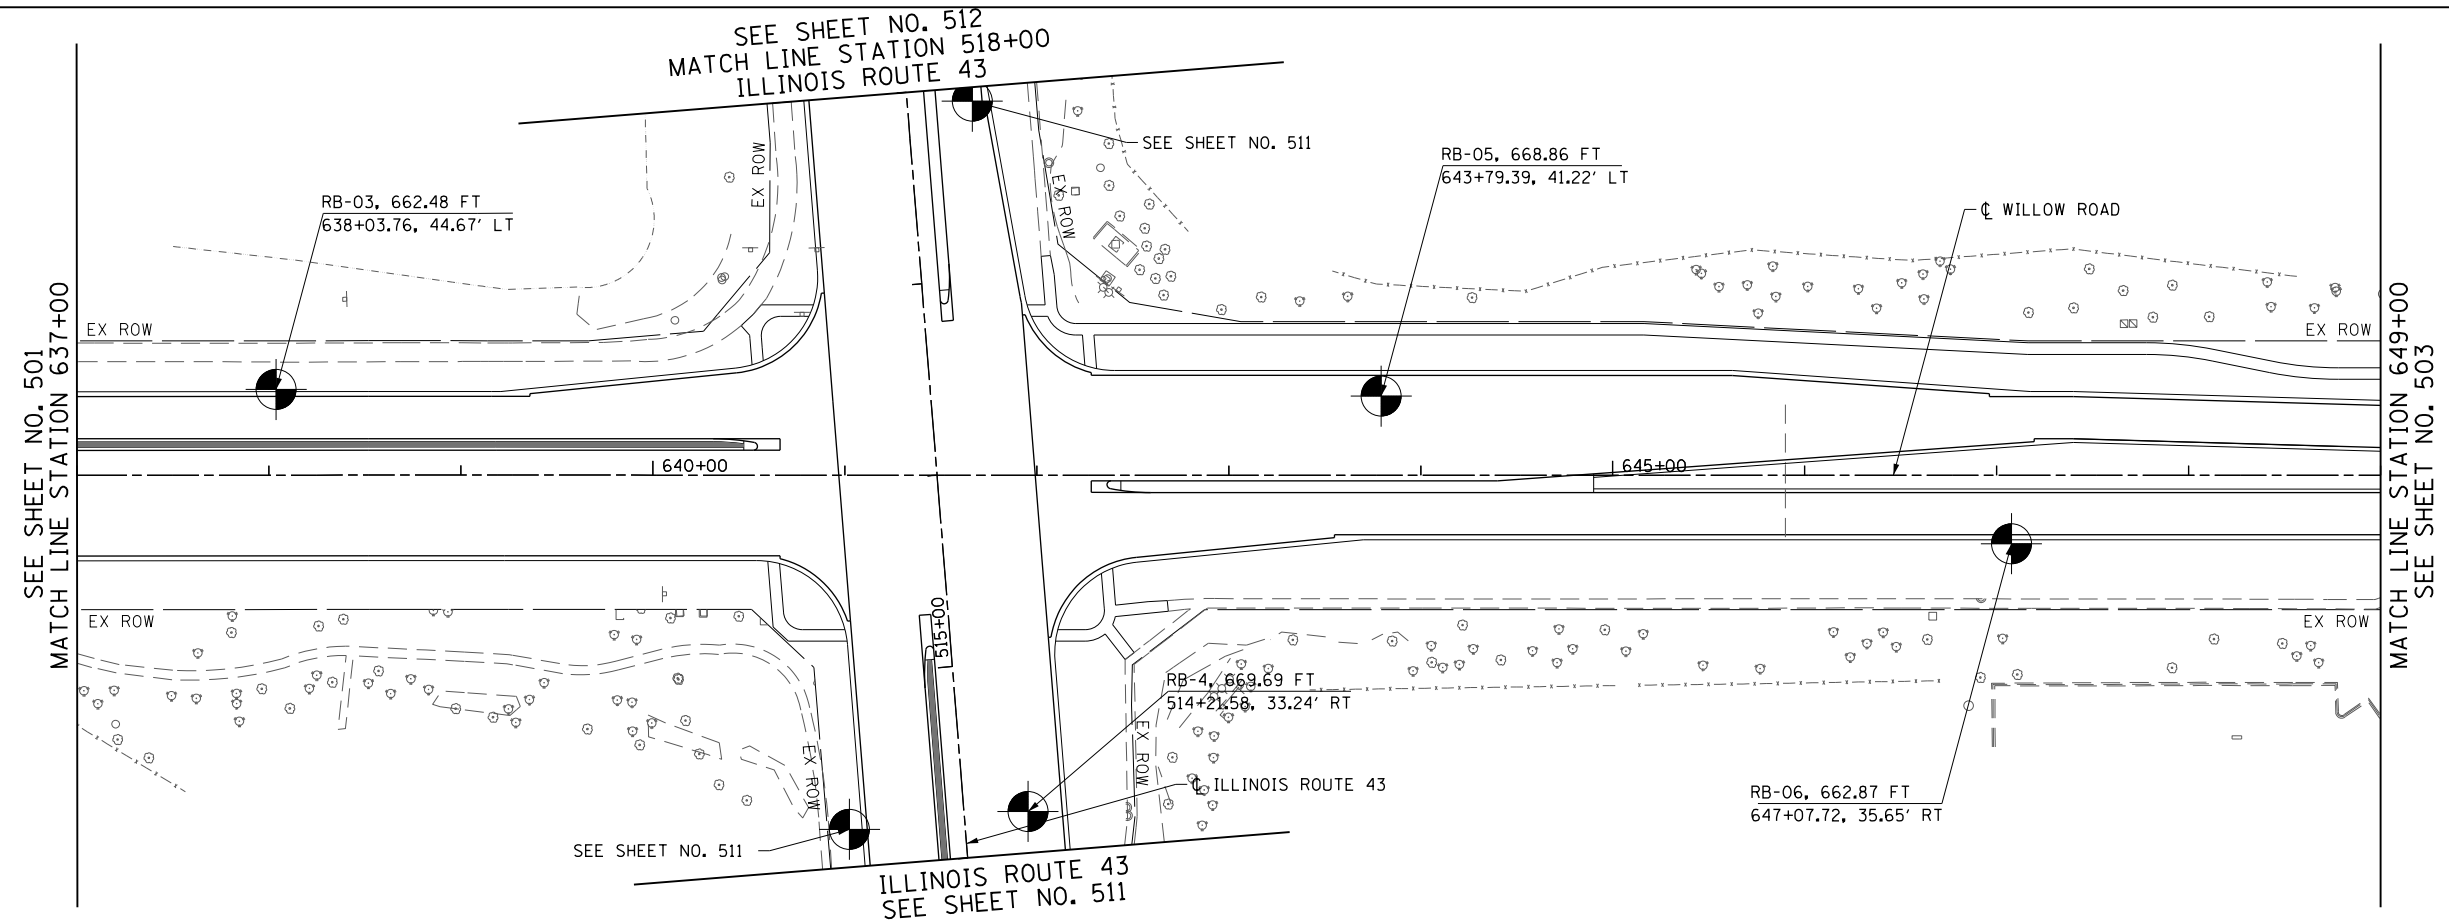 SEE SHEET NO. 512
MATCH LINE STATION 518+00
ILLINOIS ROUTE 43
SEE SHEET NO. 511
RB-03, 662.48 FT
638+03.76, 44.67' LT
EX ROW
EX ROW
RB-05, 668.86 FT
643+79.39, 41.22' LT
℄ WILLOW ROAD
EX ROW
EX ROW
SEE SHEET NO. 501
MATCH LINE STATION 637+00
MATCH LINE STATION 649+00
SEE SHEET NO. 503
640+00
645+00
EX ROW
515+00
EX ROW
RB-4, 669.69 FT
514+21.58, 33.24' RT
EX ROW
EX ROW
℄ ILLINOIS ROUTE 43
RB-06, 662.87 FT
647+07.72, 35.65' RT
SEE SHEET NO. 511
ILLINOIS ROUTE 43
SEE SHEET NO. 511